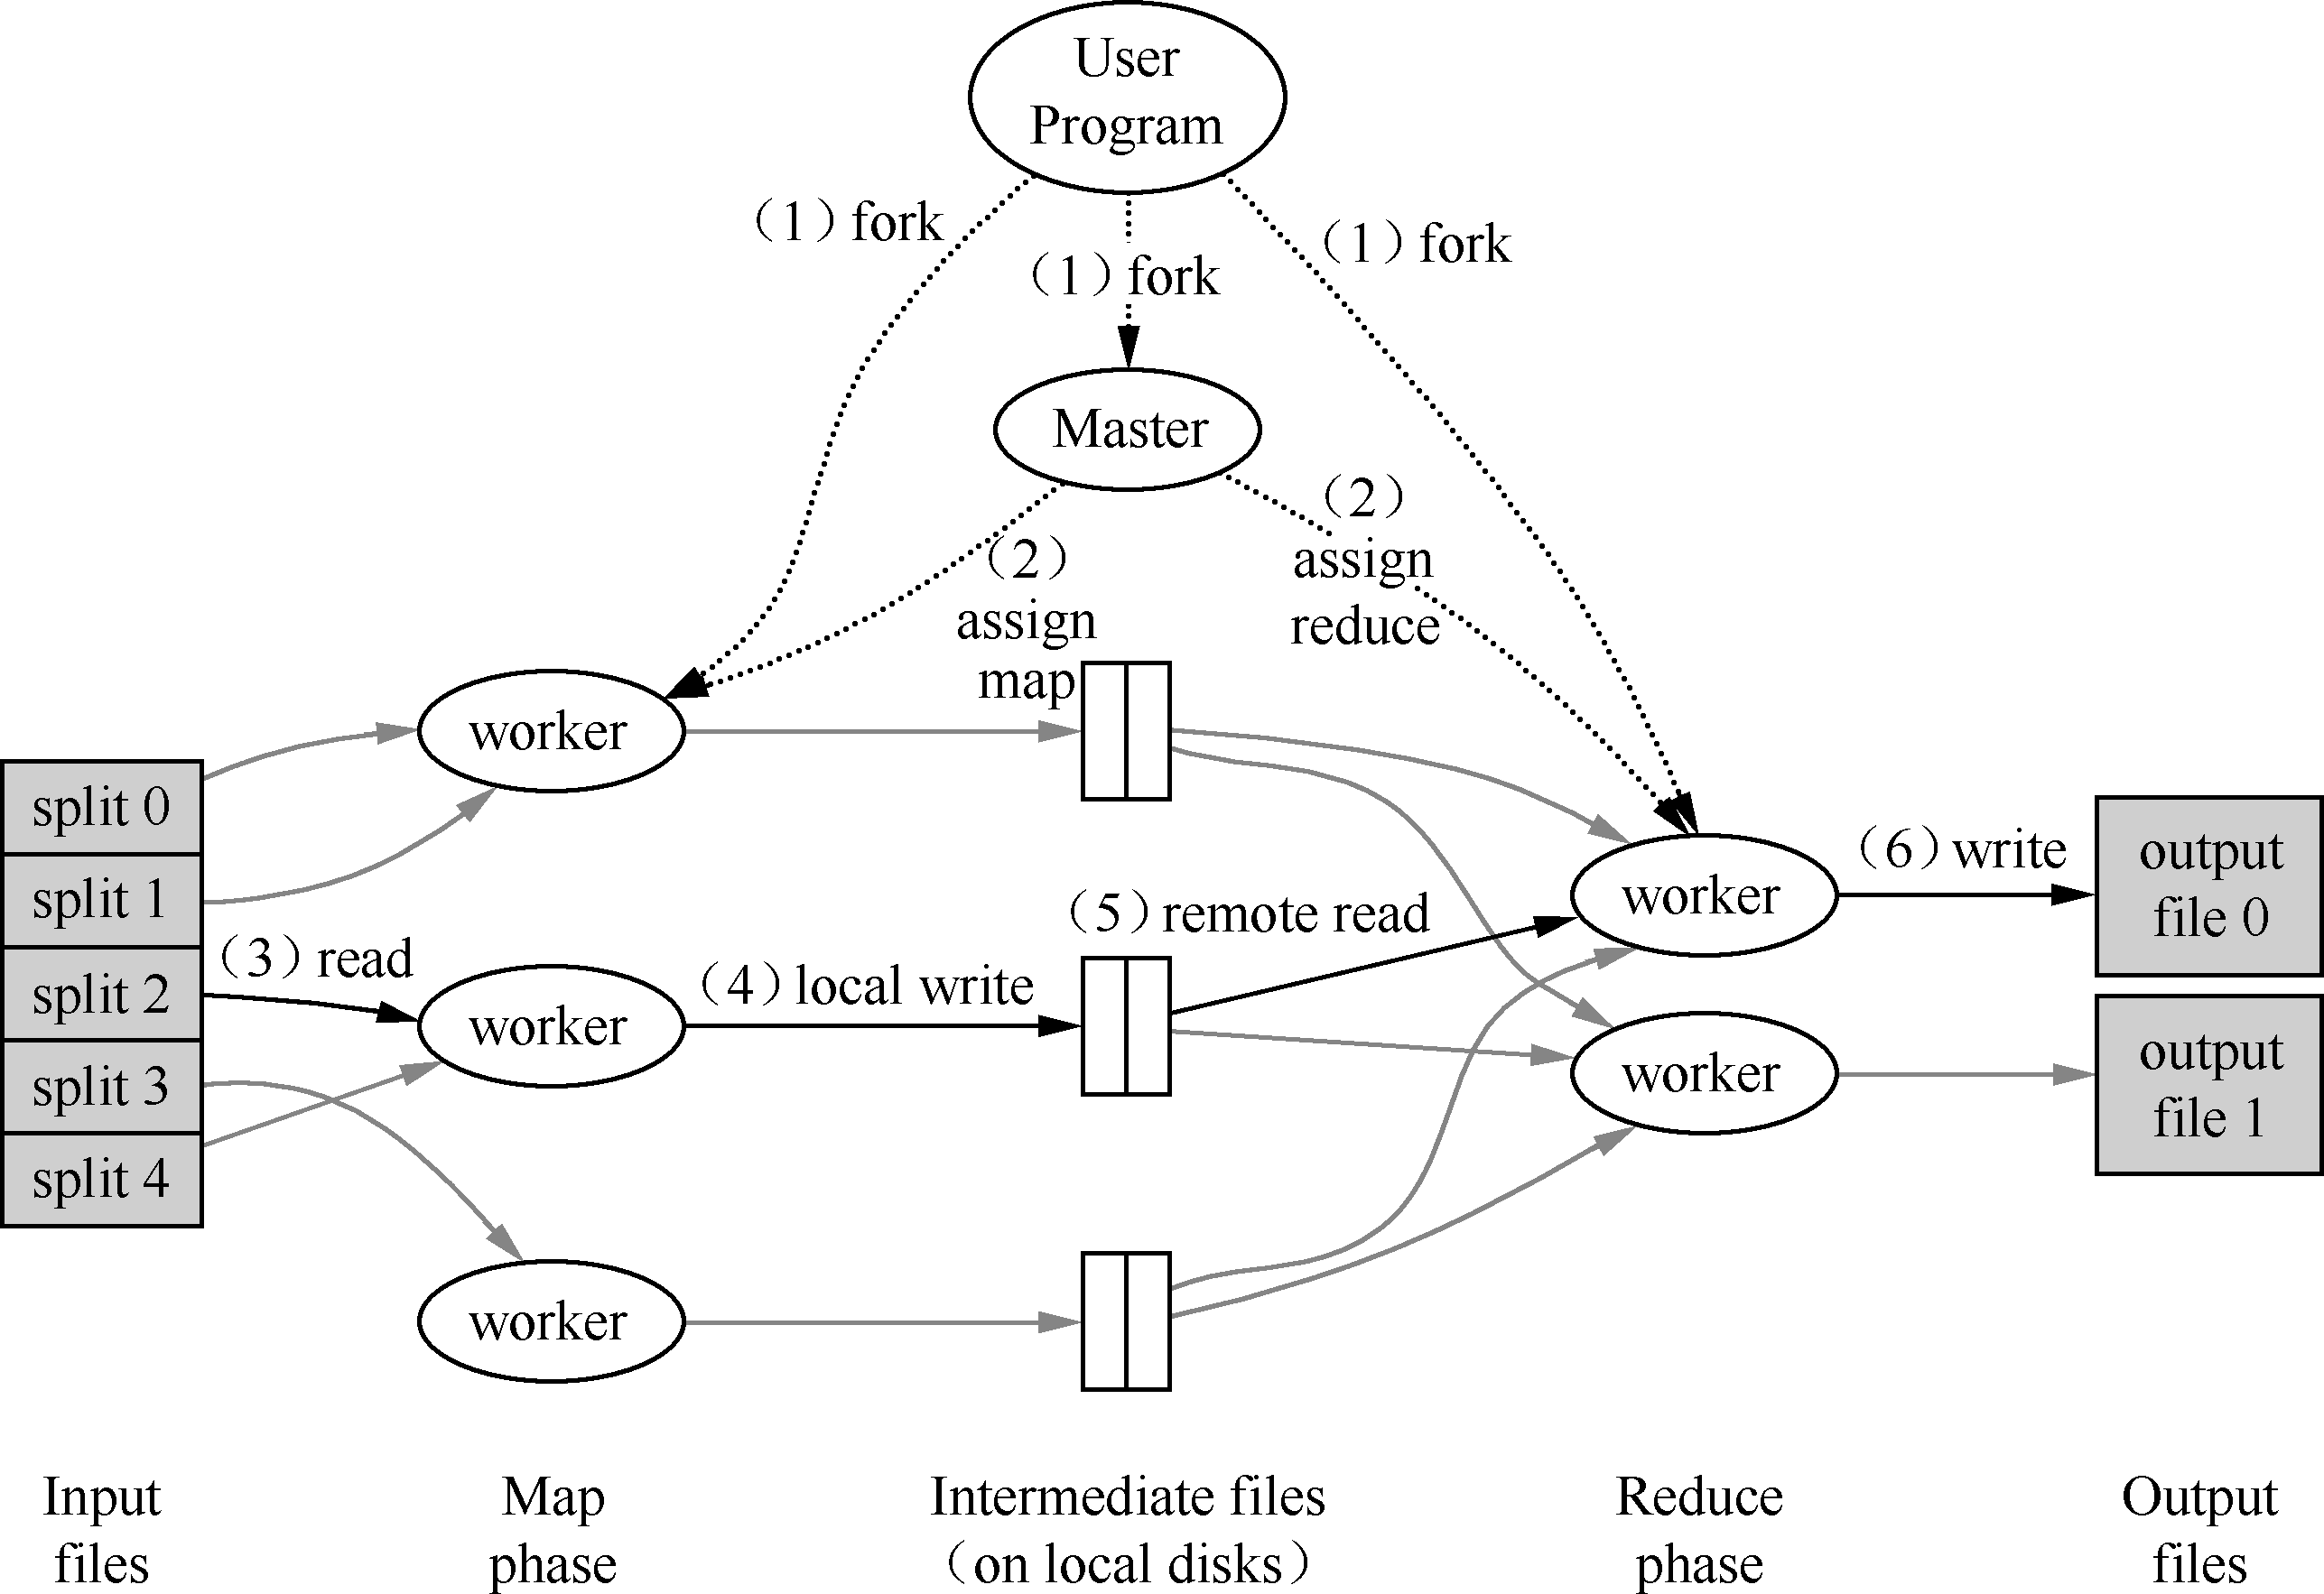 User
Program
（1）fork
（1）fork
（1）fork
Master
（2）
assign
map
（2）
assign
reduce
split 0
split 1
split 2
split 3
split 4
（3）read
worker
worker
worker
（4）local write
（5）remote read
worker
worker
（6）write
output
file 0
output
file 1
Input
files
Map
phase
Intermediate files
（on local disks）
Reduce
phase
Output
files